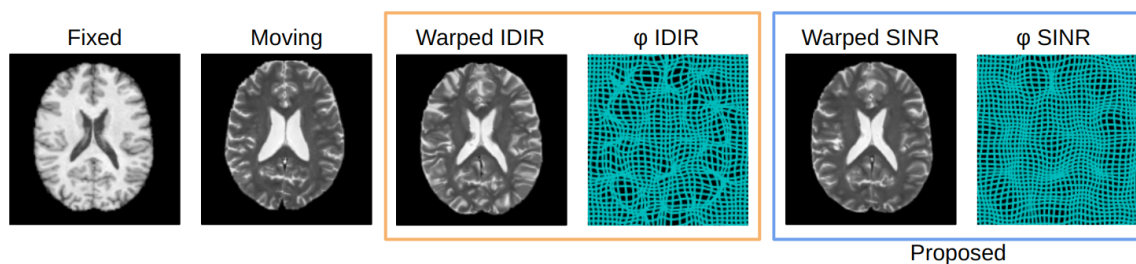 Fixed
Moving
Warped IDIR
φ IDIR
Warped SINR
φ SINR
Proposed